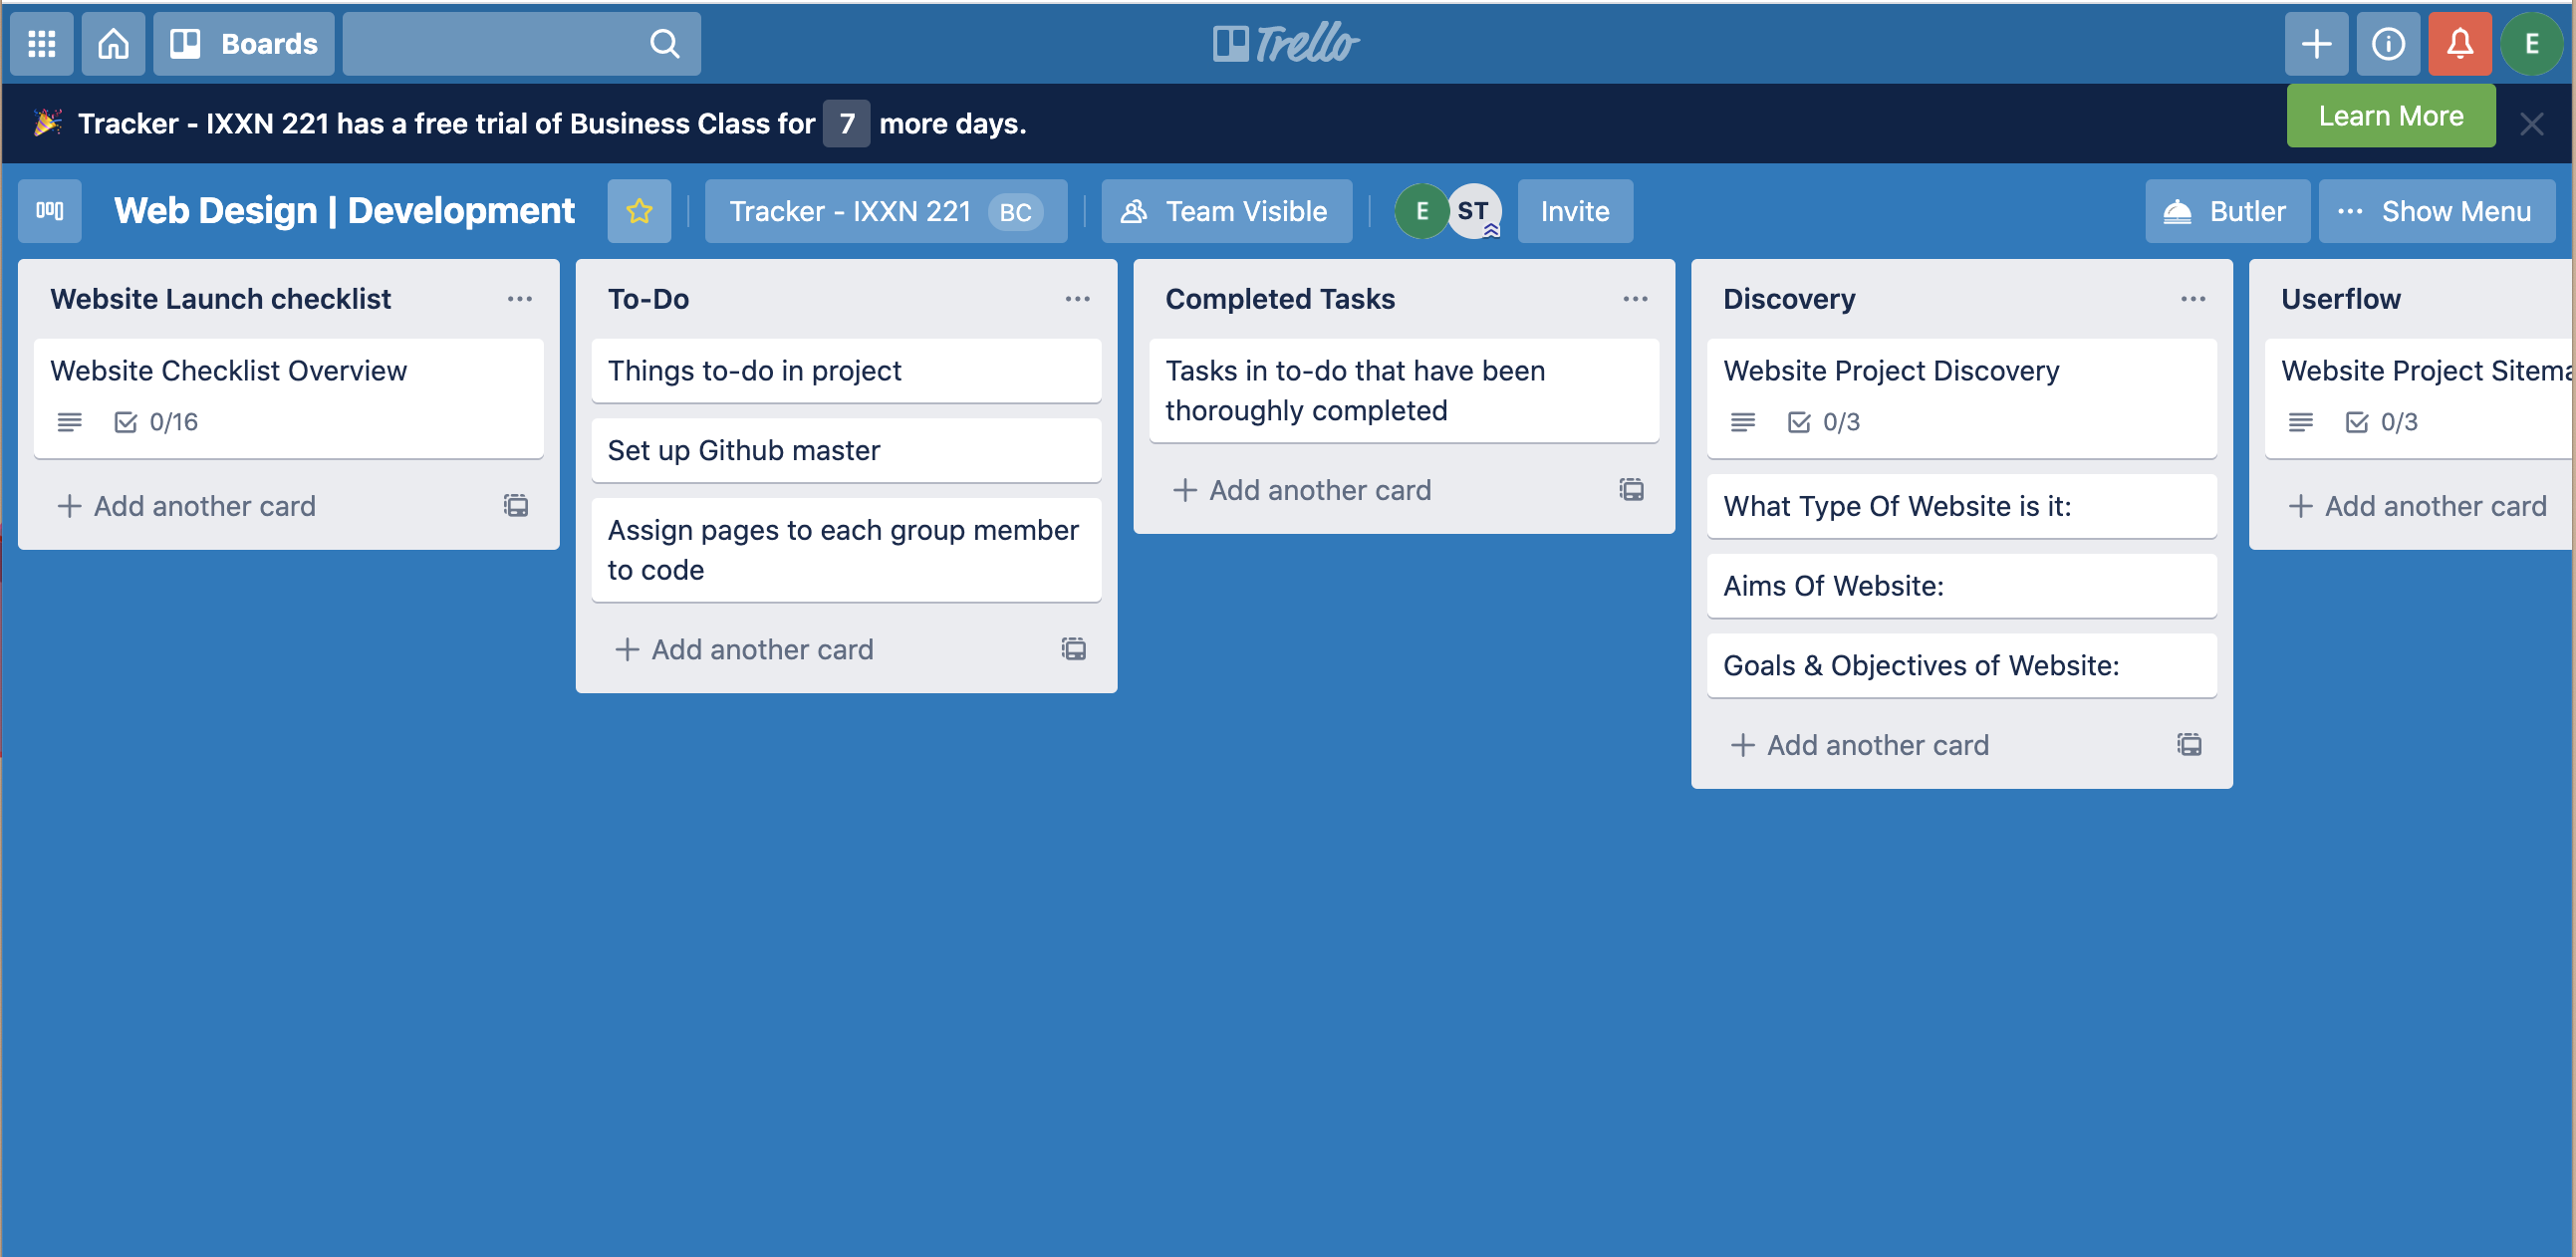 Boards
Trello
E
Tracker - IXXN 221 has a free trial of Business Class for 7 more days.
Learn More
Web Design | Development
Tracker - IXXN 221 BC
Team Visible
E
ST
Invite
Butler
Show Menu
Website Launch checklist
Website Checklist Overview
0/16
Add another card
To-Do
Things to-do in project
Set up Github master
Assign pages to each group member
to code
Add another card
Completed Tasks
Tasks in to-do that have been
thoroughly completed
Add another card
Discovery
Website Project Discovery
0/3
What Type Of Website is it:
Aims Of Website:
Goals & Objectives of Website:
Add another card
Userflow
Website Project
0/3
Add another card